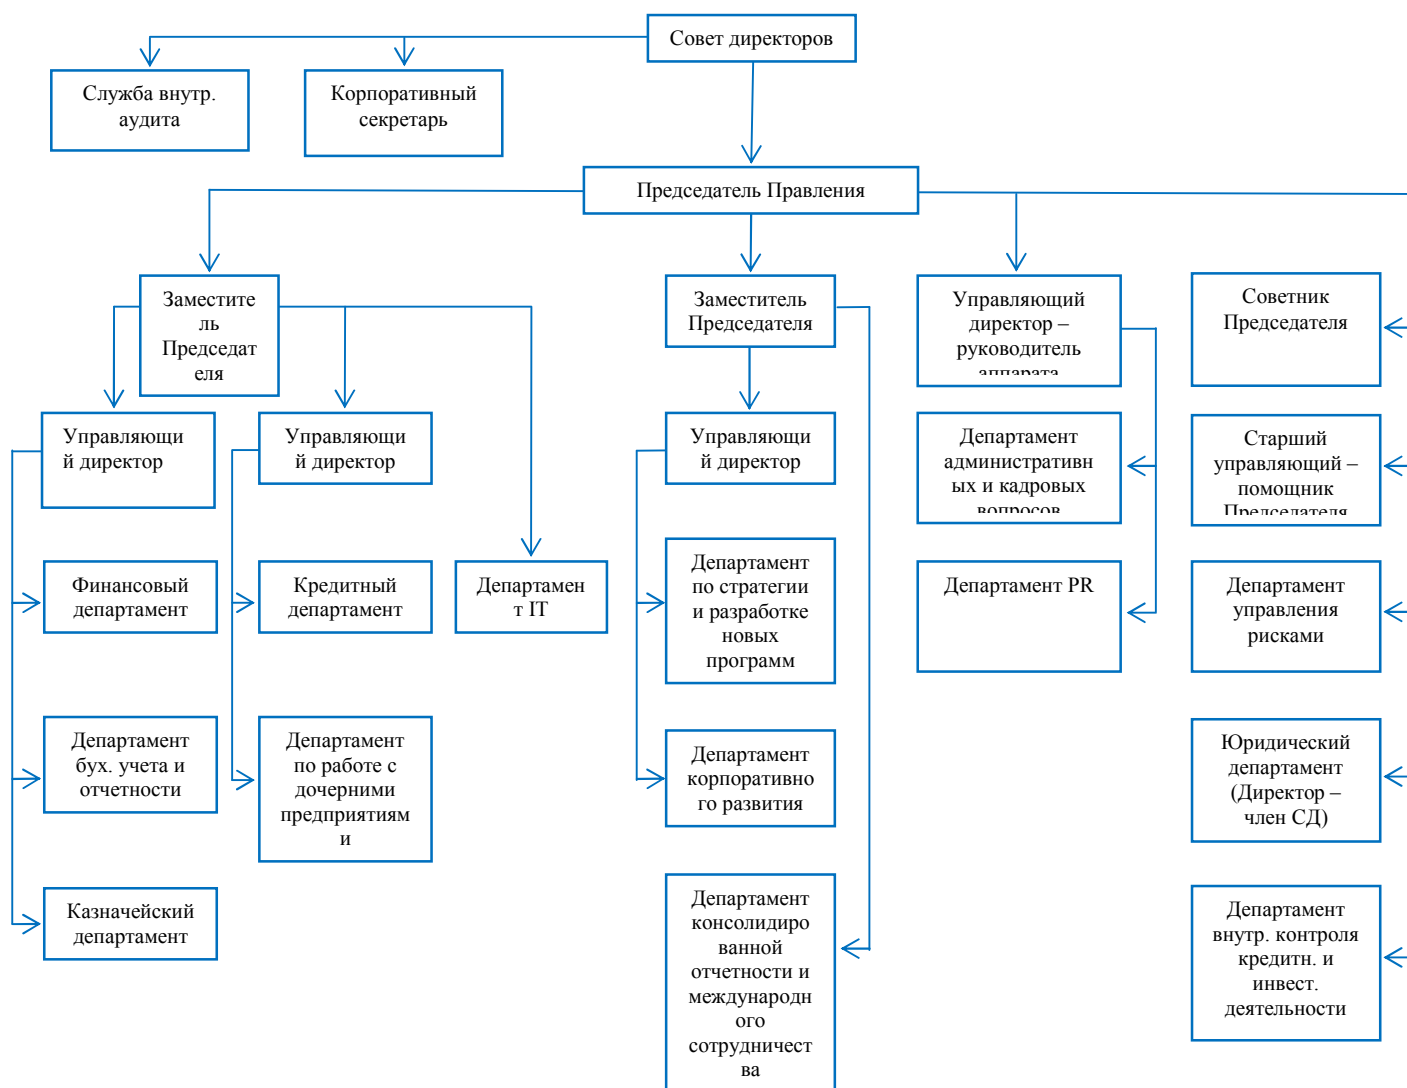 Совет директоров
Служба внутр.
аудита
Корпоративный
секретарь
Председатель Правления
Заместите
ль
Председат
еля
Заместитель
Председателя
Управляющий
директор –
руководитель
аппарата
Советник
Председателя
Управляющи
й директор
Управляющи
й директор
Управляющи
й директор
Департамент
административн
ых и кадровых
вопросов
Старший
управляющий –
помощник
Председателя
Финансовый
департамент
Кредитный
департамент
Департамен
т IT
Департамент
по стратегии
и разработке
новых
программ
Департамент PR
Департамент
управления
рисками
Департамент
бух. учета и
отчетности
Департамент
по работе с
дочерними
предприятиям
и
Департамент
корпоративно
го развития
Юридический
департамент
(Директор –
член СД)
Казначейский
департамент
Департамент
консолидиро
ванной
отчетности и
международн
ого
сотрудничест
ва
Департамент
внутр. контроля
кредитн. и
инвест.
деятельности